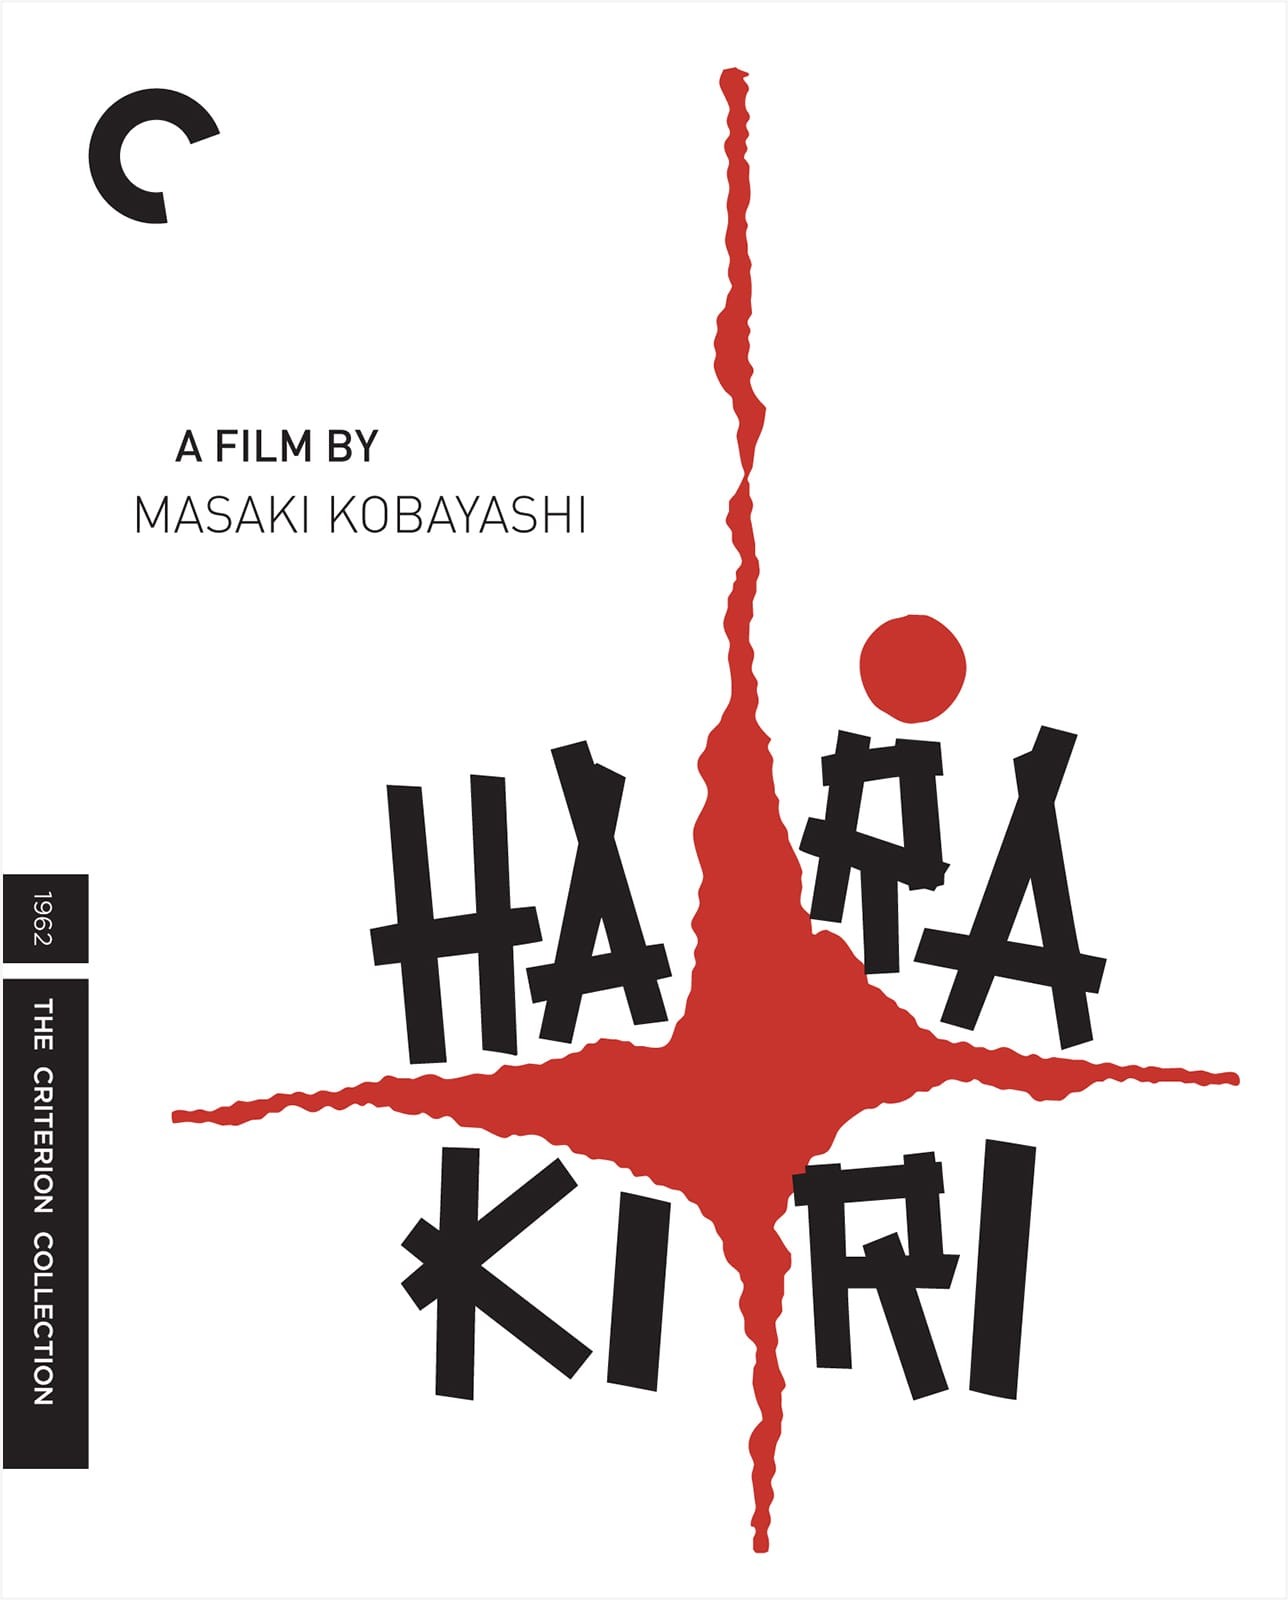 A FILM BY
MASAKI KOBAYASHI
HARA
KIRI
1962
THE CRITERION COLLECTION